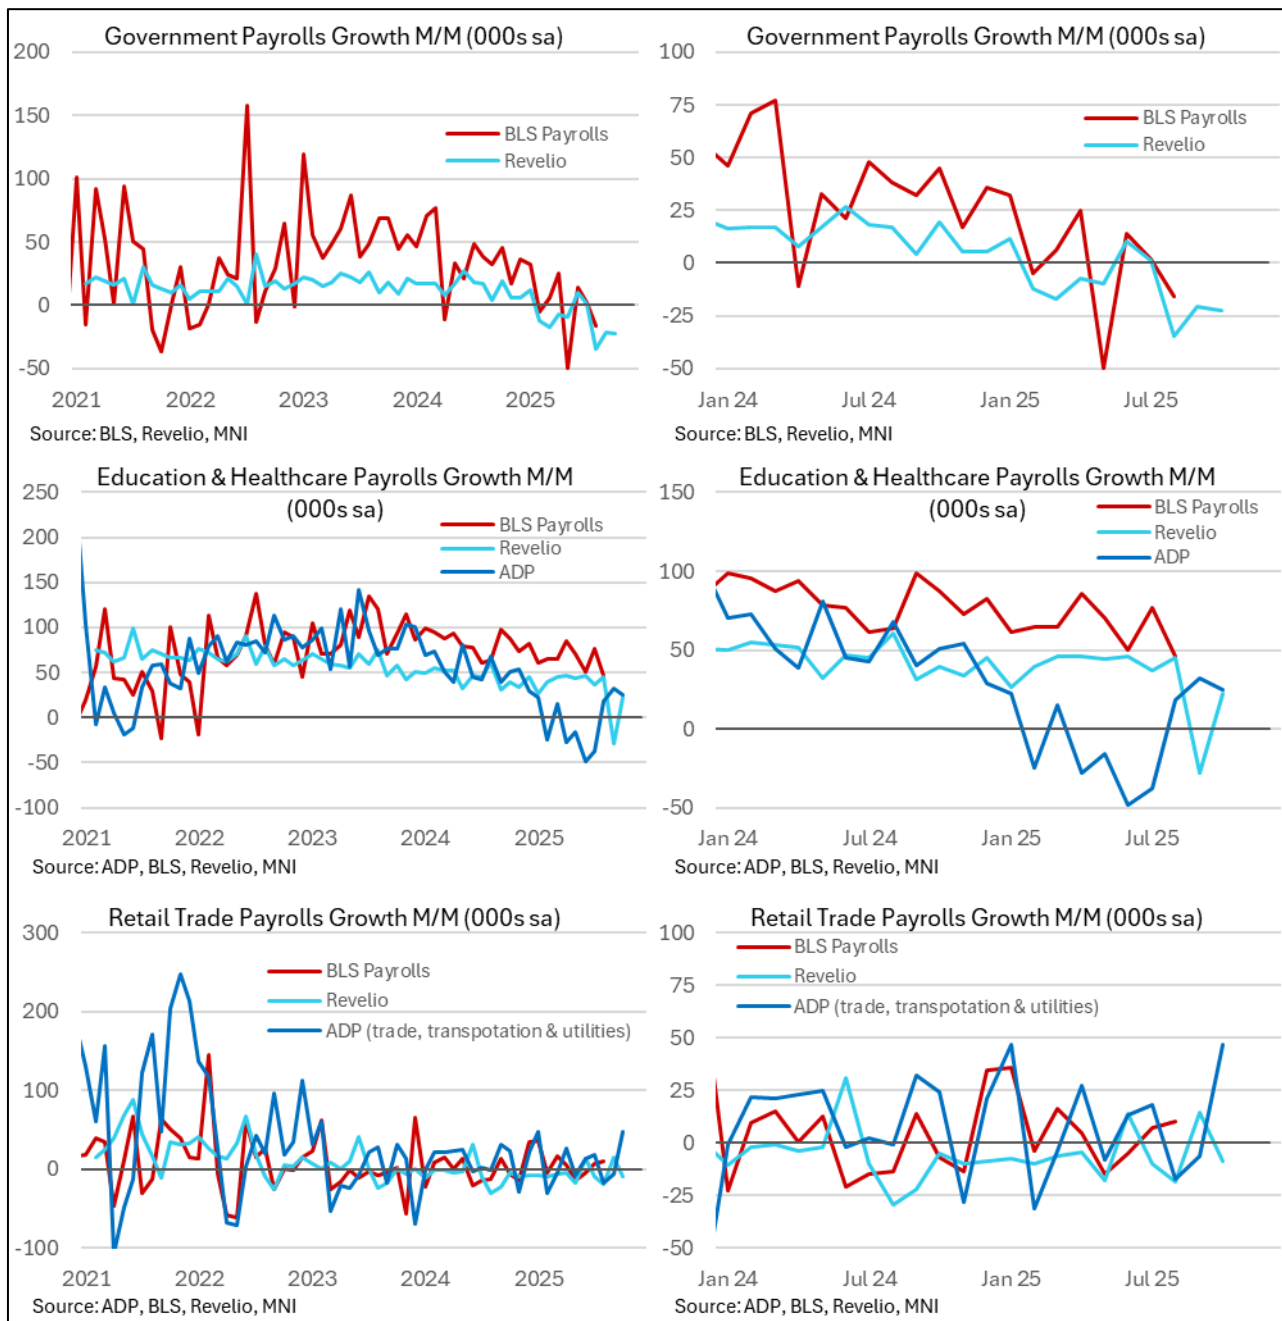 Government Payrolls Growth M/M (000s sa)
200
150
100
50
0
-50
BLS Payrolls
Revelio
2021 2022 2023 2024 2025
Source: BLS, Revelio, MNI
Government Payrolls Growth M/M (000s sa)
100
75
50
25
0
-25
-50
BLS Payrolls
Revelio
Jan 24 Jul 24 Jan 25 Jul 25
Source: BLS, Revelio, MNI
Education & Healthcare Payrolls Growth M/M
(000s sa)
250
200
150
100
50
0
-50
-100
BLS Payrolls
Revelio
ADP
2021 2022 2023 2024 2025
Source: ADP, BLS, Revelio, MNI
Education & Healthcare Payrolls Growth M/M
(000s sa)
150
100
50
0
-50
BLS Payrolls
Revelio
ADP
Jan 24 Jul 24 Jan 25 Jul 25
Source: ADP, BLS, Revelio, MNI
Retail Trade Payrolls Growth M/M (000s sa)
300
200
100
0
-100
BLS Payrolls
Revelio
ADP (trade, transpotation & utilities)
2021 2022 2023 2024 2025
Source: ADP, BLS, Revelio, MNI
Retail Trade Payrolls Growth M/M (000s sa)
100
75
50
25
0
-25
-50
BLS Payrolls
Revelio
ADP (trade, transpotation & utilities)
Jan 24 Jul 24 Jan 25 Jul 25
Source: ADP, BLS, Revelio, MNI